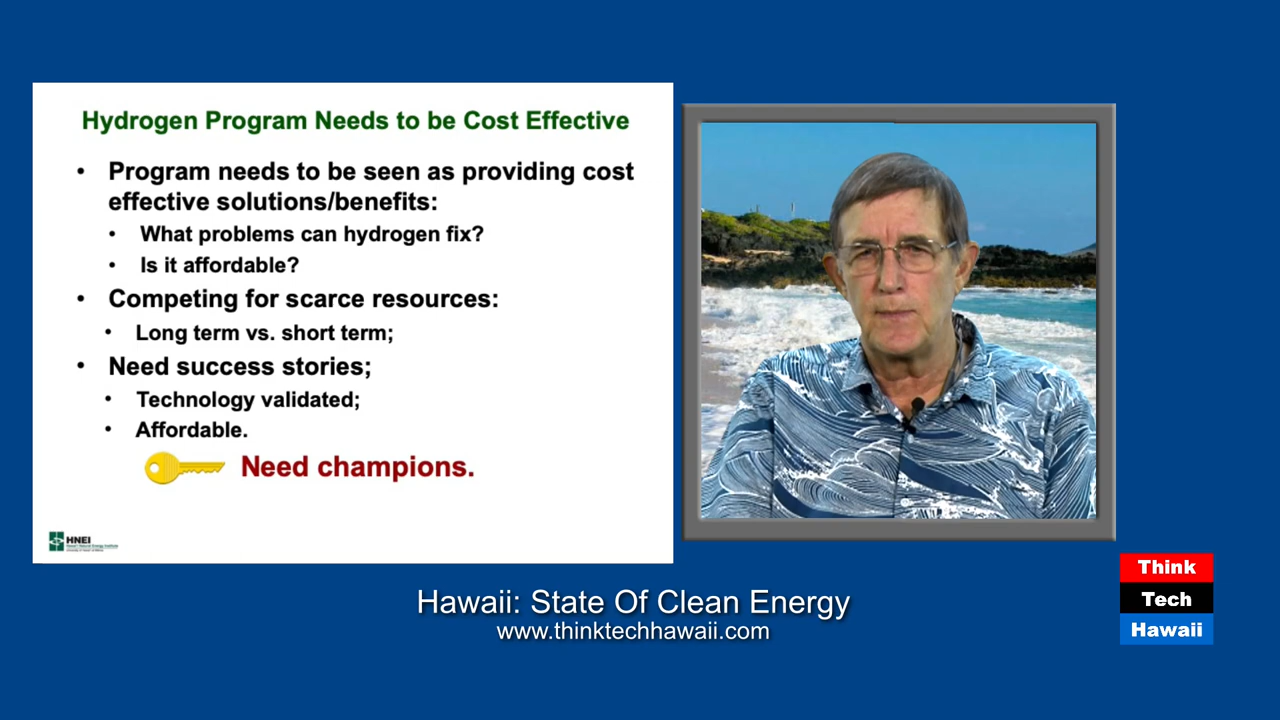 Hydrogen Program Needs to be Cost Effective
• Program needs to be seen as providing cost
effective solutions/benefits:
• What problems can hydrogen fix?
• Is it affordable?
• Competing for scarce resources:
• Long term vs. short term;
• Need success stories;
• Technology validated;
• Affordable.
Need champions.
HNEI
Hawaii: State Of Clean Energy
www.thinktechhawaii.com
Think
Tech
Hawaii